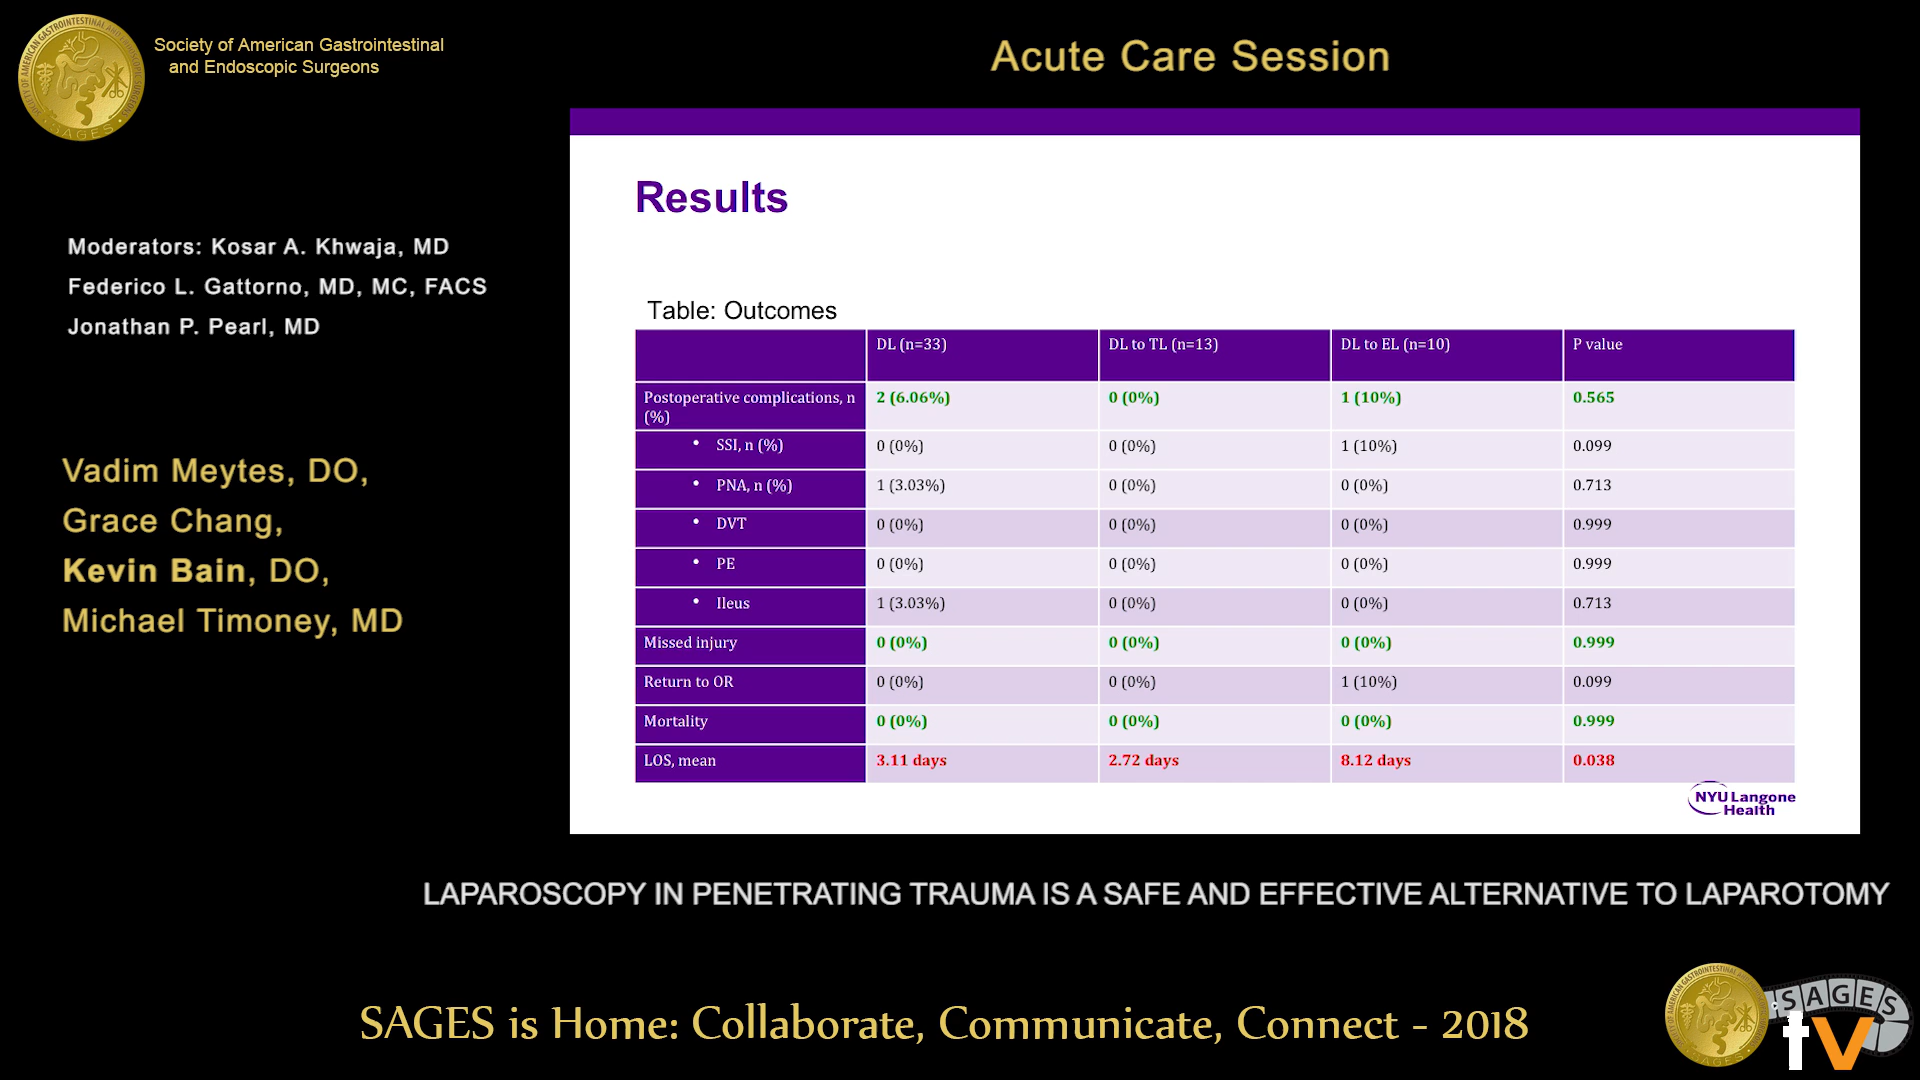 Society of American Gastrointestinal
and Endoscopic Surgeons
SAGES
Acute Care Session
Moderators: Kosar A. Khwaja, MD
Federico L. Gattorno, MD, MC, FACS
Jonathan P. Pearl, MD
Vadim Meytes, DO,
Grace Chang,
Kevin Bain, DO,
Michael Timoney, MD
Results
Table: Outcomes
DL (n=33) DL to TL (n=13) DL to EL (n=10) P value
Postoperative complications, n (%) 2 (6.06%) 0 (0%) 1 (10%) 0.565
• SSI, n (%) 0 (0%) 0 (0%) 1 (10%) 0.099
• PNA, n (%) 1 (3.03%) 0 (0%) 0 (0%) 0.713
• DVT 0 (0%) 0 (0%) 0 (0%) 0.999
• PE 0 (0%) 0 (0%) 0 (0%) 0.999
• Ileus 1 (3.03%) 0 (0%) 0 (0%) 0.713
Missed injury 0 (0%) 0 (0%) 0 (0%) 0.999
Return to OR 0 (0%) 0 (0%) 1 (10%) 0.099
Mortality 0 (0%) 0 (0%) 0 (0%) 0.999
LOS, mean 3.11 days 2.72 days 8.12 days 0.038
NYU Langone
Health
LAPAROSCOPY IN PENETRATING TRAUMA IS A SAFE AND EFFECTIVE ALTERNATIVE TO LAPAROTOMY
SAGES is Home: Collaborate, Communicate, Connect - 2018
SAGES
tv